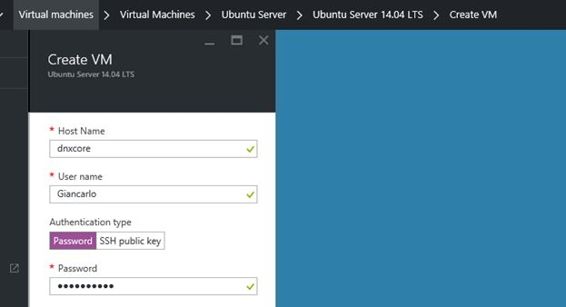 Virtual machines > Virtual Machines > Ubuntu Server > Ubuntu Server 14.04 LTS > Create VM
Create VM
Ubuntu Server 14.04 LTS
* Host Name
dnxcore
* User name
Giancarlo
Authentication type
Password SSH public key
* Password
••••••••••